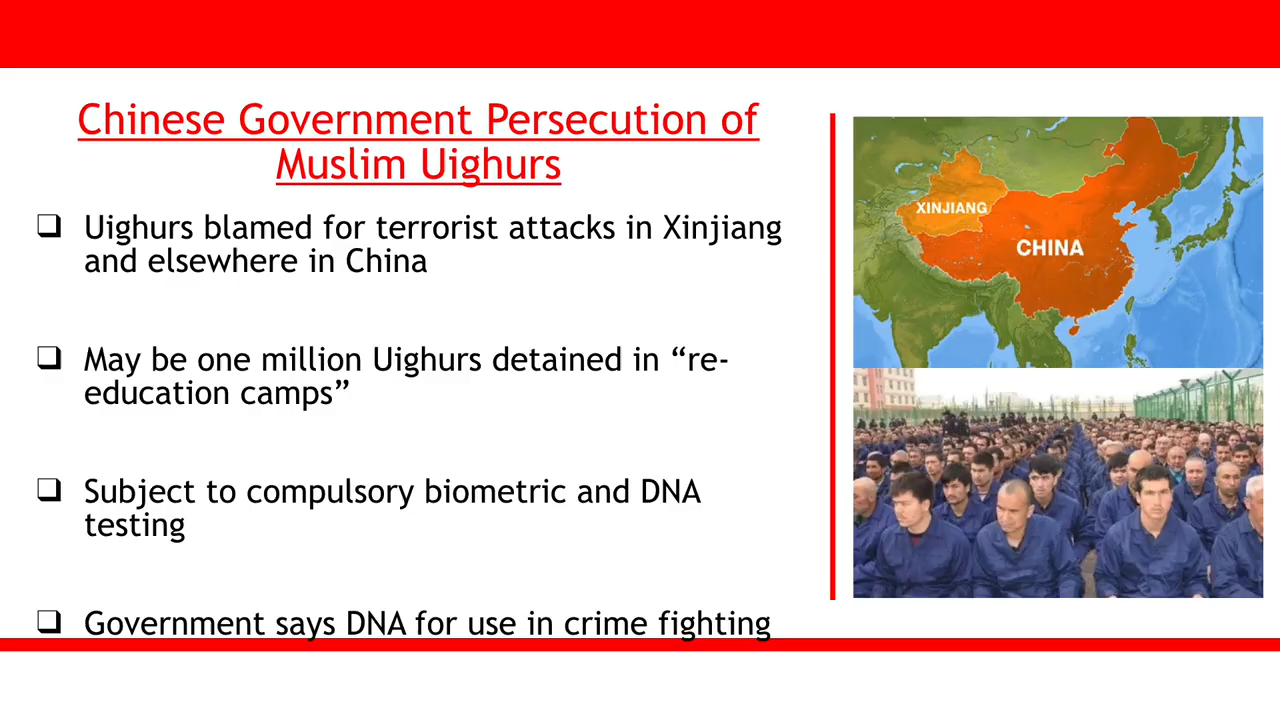 Chinese Government Persecution of
Muslim Uighurs
❑ Uighurs blamed for terrorist attacks in Xinjiang
and elsewhere in China
❑ May be one million Uighurs detained in “re-
education camps”
❑ Subject to compulsory biometric and DNA
testing
❑ Government says DNA for use in crime fighting
XINJIANG
CHINA